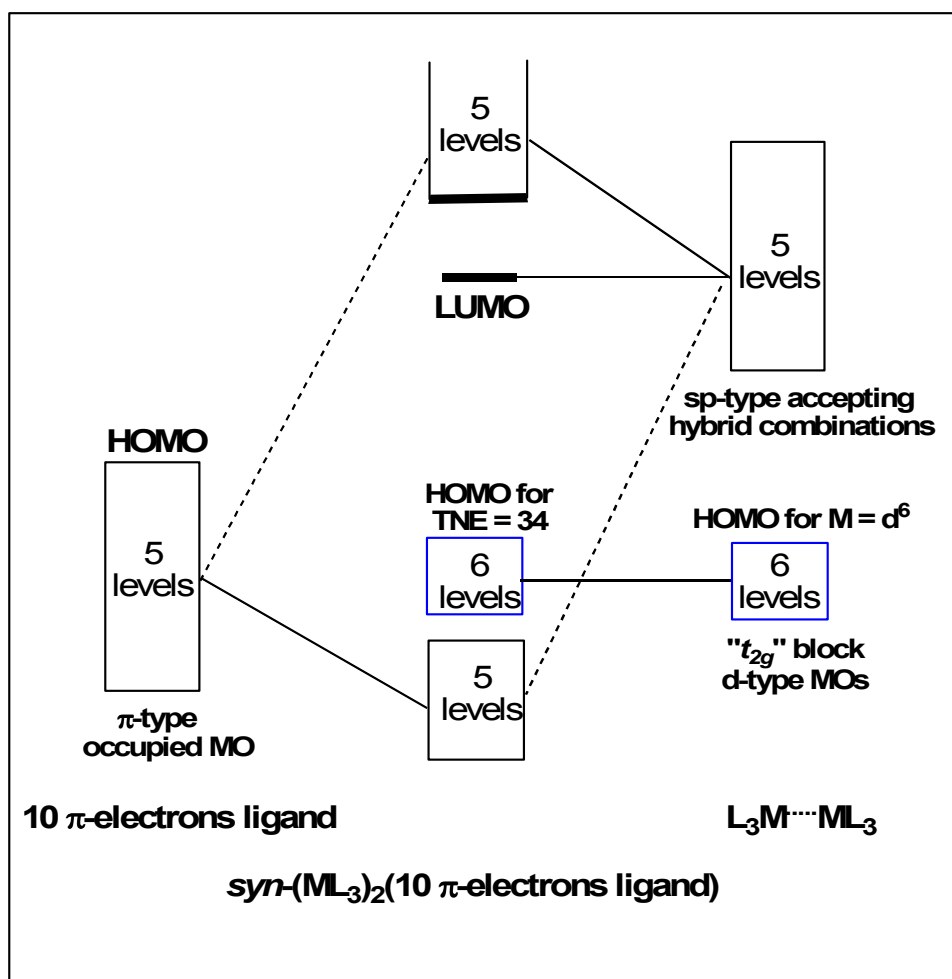 5
levels
5
levels
LUMO
sp-type accepting
hybrid combinations
HOMO
5
levels
π-type
occupied MO
HOMO for
TNE = 34
6
levels
HOMO for M = d⁶
6
levels
"t₂g" block
d-type MOs
5
levels
10 π-electrons ligand
L₃M·····ML₃
syn-(ML₃)₂(10 π-electrons ligand)